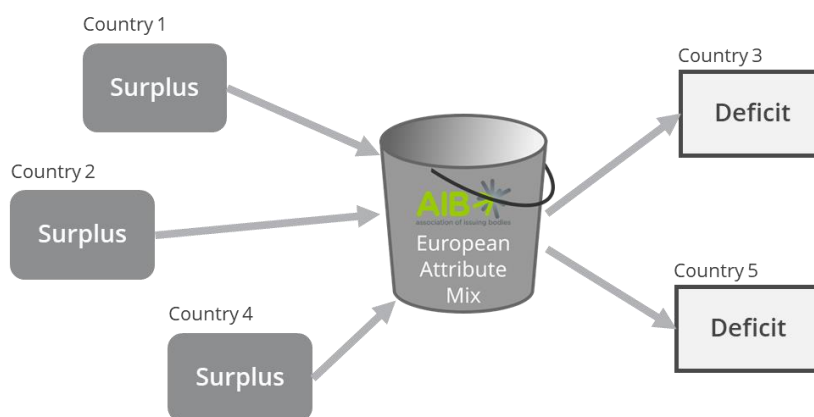 Country 1
Surplus
Country 2
Surplus
Country 4
Surplus
AIB
association of issuing bodies
European
Attribute
Mix
Country 3
Deficit
Country 5
Deficit